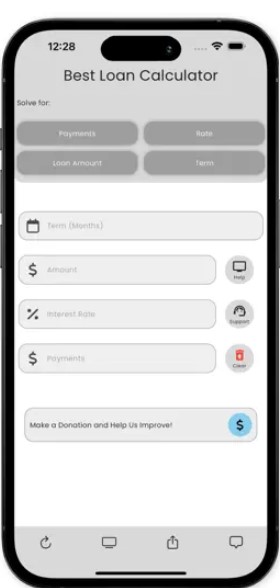 12:28
Best Loan Calculator
Solve for:
Payments Rate
Loan Amount Term
Term (Months)
$ Amount
Help
% Interest Rate
Support
$ Payments
Clear
Make a Donation and Help Us Improve! $